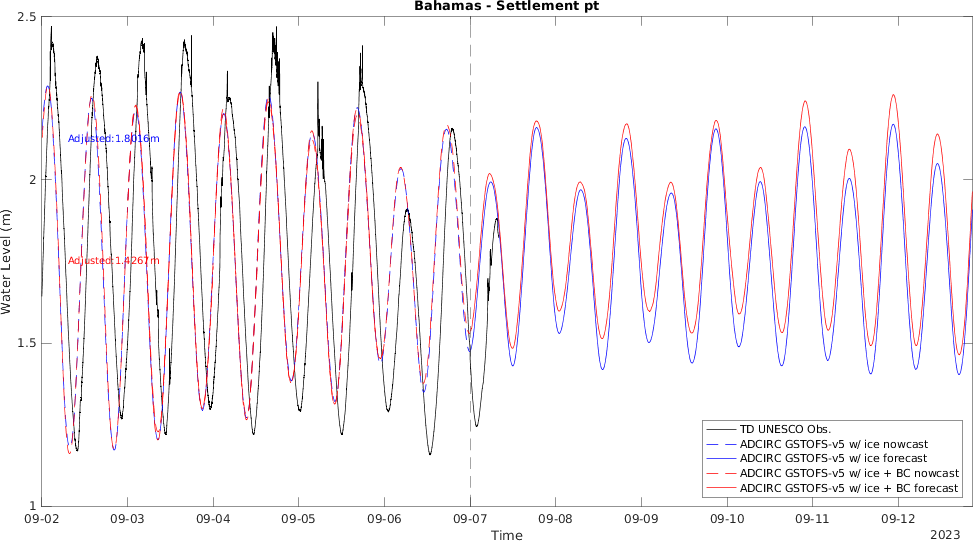 Bahamas - Settlement pt
2.5
2
1.5
1
Water Level (m)
Adjusted:1.8016m
Adjusted:1.4267m
TD UNESCO Obs.
ADCIRC GSTOFS-v5 w/ ice nowcast
ADCIRC GSTOFS-v5 w/ ice forecast
ADCIRC GSTOFS-v5 w/ ice + BC nowcast
ADCIRC GSTOFS-v5 w/ ice + BC forecast
09-02 09-03 09-04 09-05 09-06 09-07 09-08 09-09 09-10 09-11 09-12
Time
2023